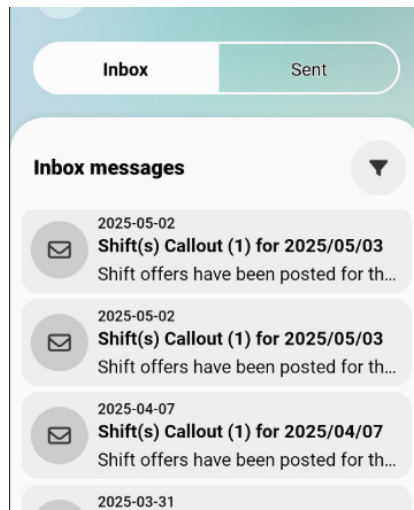 Inbox
Sent
Inbox messages
2025-05-02
Shift(s) Callout (1) for 2025/05/03
Shift offers have been posted for th...
2025-05-02
Shift(s) Callout (1) for 2025/05/03
Shift offers have been posted for th...
2025-04-07
Shift(s) Callout (1) for 2025/04/07
Shift offers have been posted for th...
2025-03-31